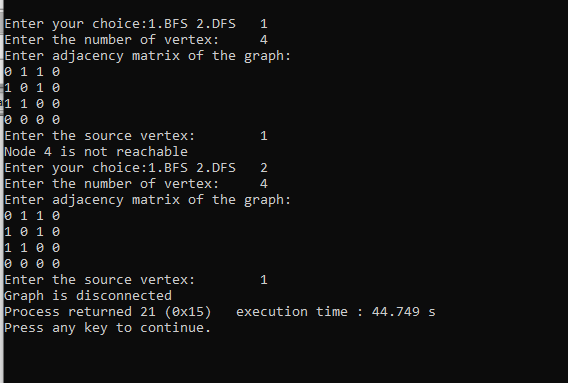 Enter your choice:1.BFS 2.DFS   1
Enter the number of vertex:     4
Enter adjacency matrix of the graph:
0 1 1 0
1 0 1 0
1 1 0 0
0 0 0 0
Enter the source vertex:        1
Node 4 is not reachable
Enter your choice:1.BFS 2.DFS   2
Enter the number of vertex:     4
Enter adjacency matrix of the graph:
0 1 1 0
1 0 1 0
1 1 0 0
0 0 0 0
Enter the source vertex:        1
Graph is disconnected
Process returned 21 (0x15)   execution time : 44.749 s
Press any key to continue.